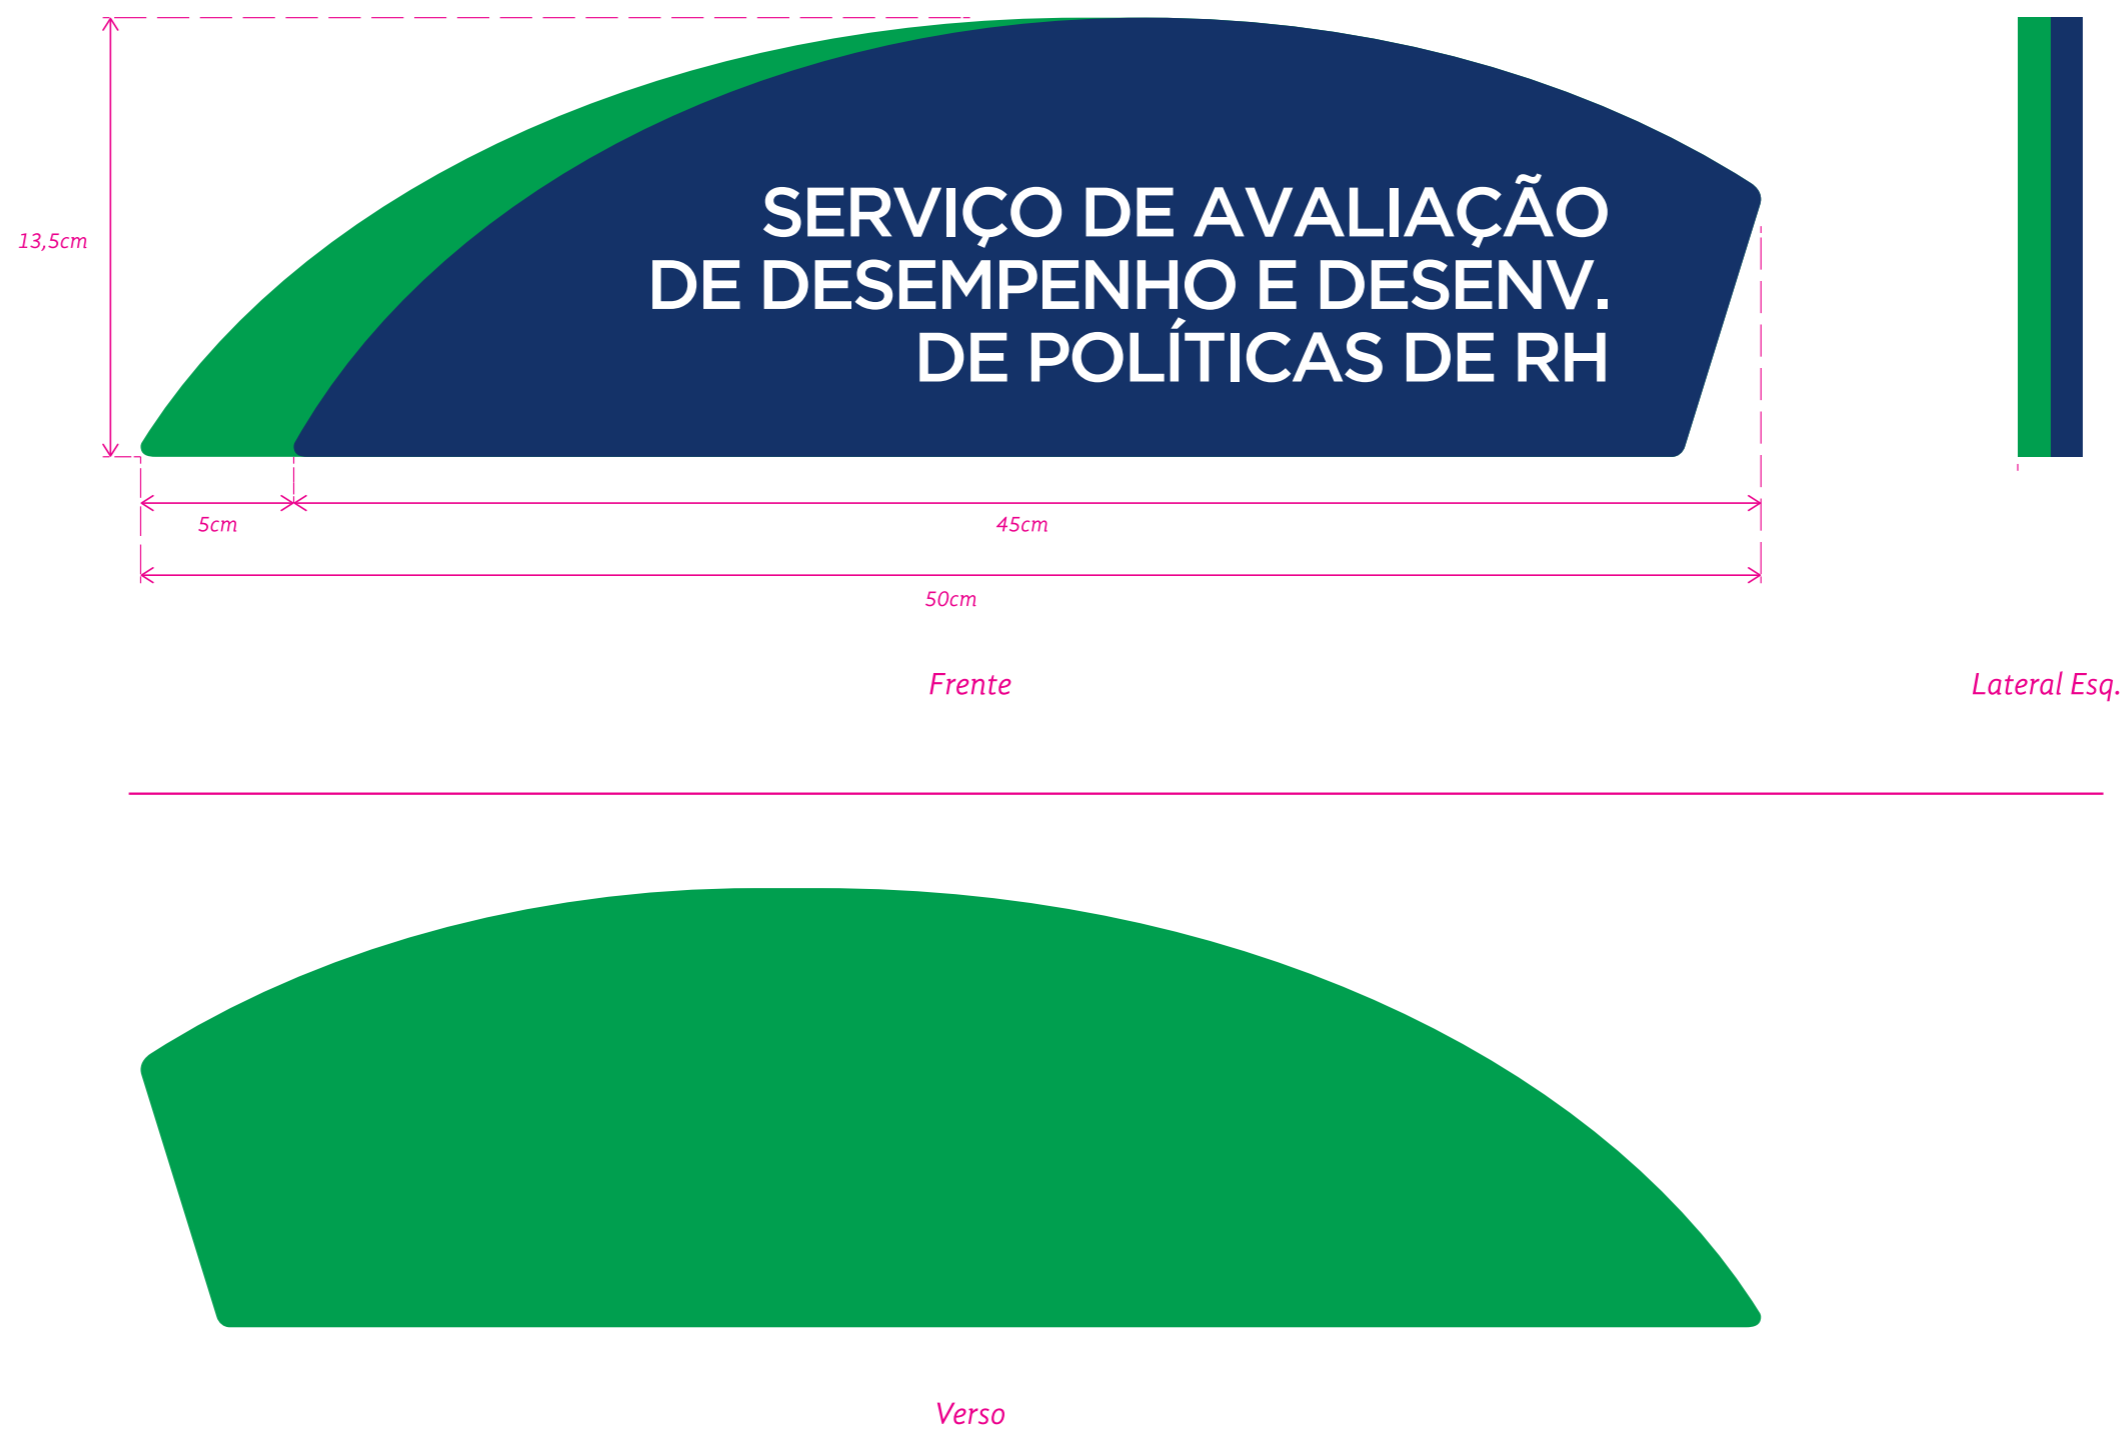 SERVIÇO DE AVALIAÇÃO
DE DESEMPENHO E DESENV.
DE POLÍTICAS DE RH
13,5cm
5cm
45cm
50cm
Frente
Lateral Esq.
Verso